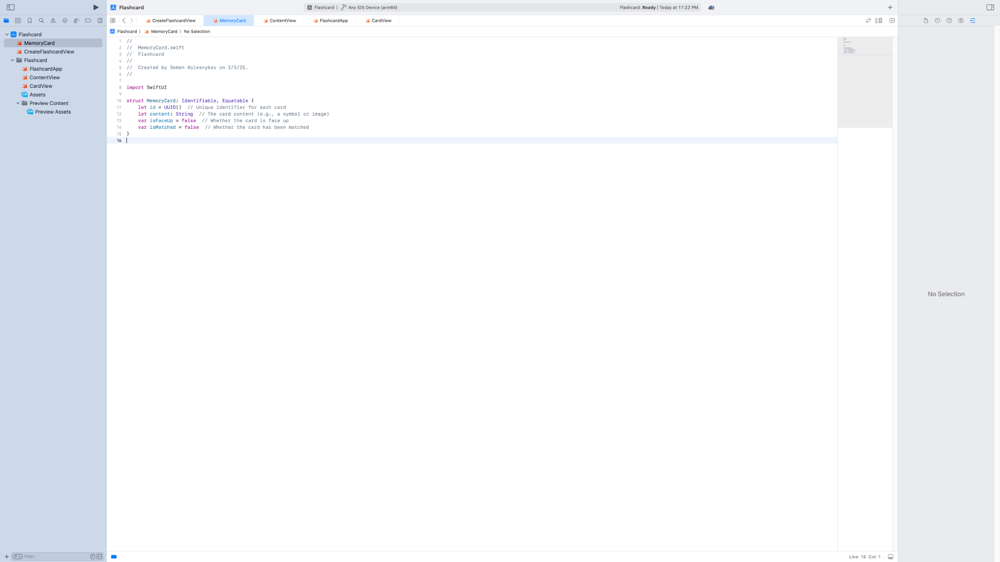 Flashcard
Flashcard
Any iOS Device (arm64)
Flashcard: Ready | Today at 11:22 PM
CreateFlashcardView
MemoryCard
ContentView
FlashcardApp
CardView
Flashcard
MemoryCard
No Selection
Flashcard
MemoryCard
CreateFlashcardView
Flashcard
FlashcardApp
ContentView
CardView
Assets
Preview Content
Preview Assets
1 //
2 //  MemoryCard.swift
3 //  Flashcard
4 //
5 //  Created by Semen Kolesnykov on 2/3/25.
6 //
7
8 import SwiftUI
9
10 struct MemoryCard: Identifiable, Equatable {
11     let id = UUID()  // Unique identifier for each card
12     let content: String  // The card content (e.g., a symbol or image)
13     var isFaceUp = false  // Whether the card is face up
14     var isMatched = false  // Whether the card has been matched
15 }
16
No Selection
Filter
Line: 16 Col: 1